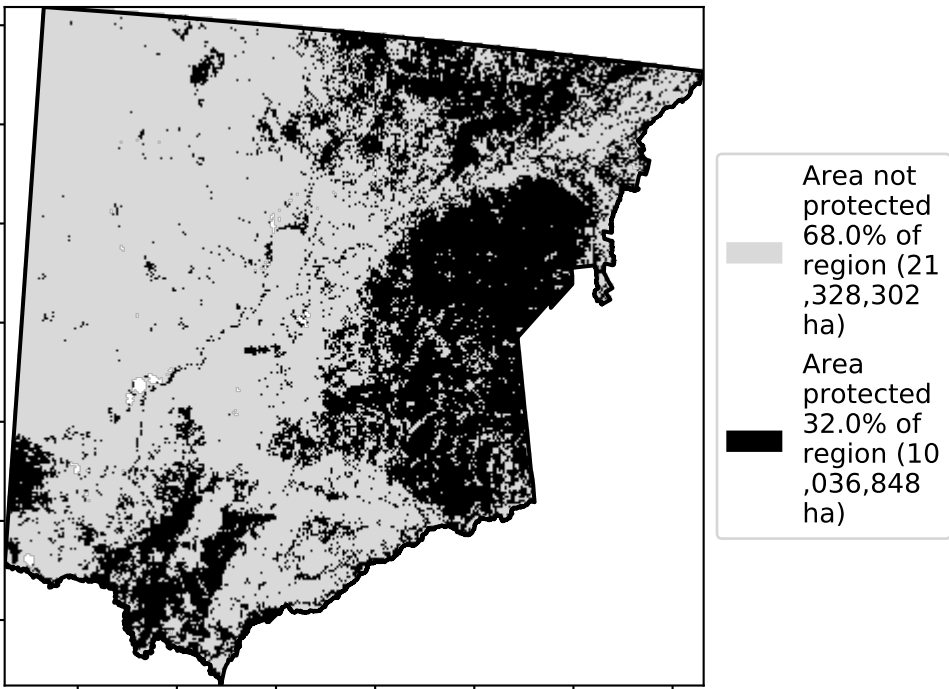 Area not
protected
68.0% of
region (21
,328,302
ha)
Area
protected
32.0% of
region (10
,036,848
ha)